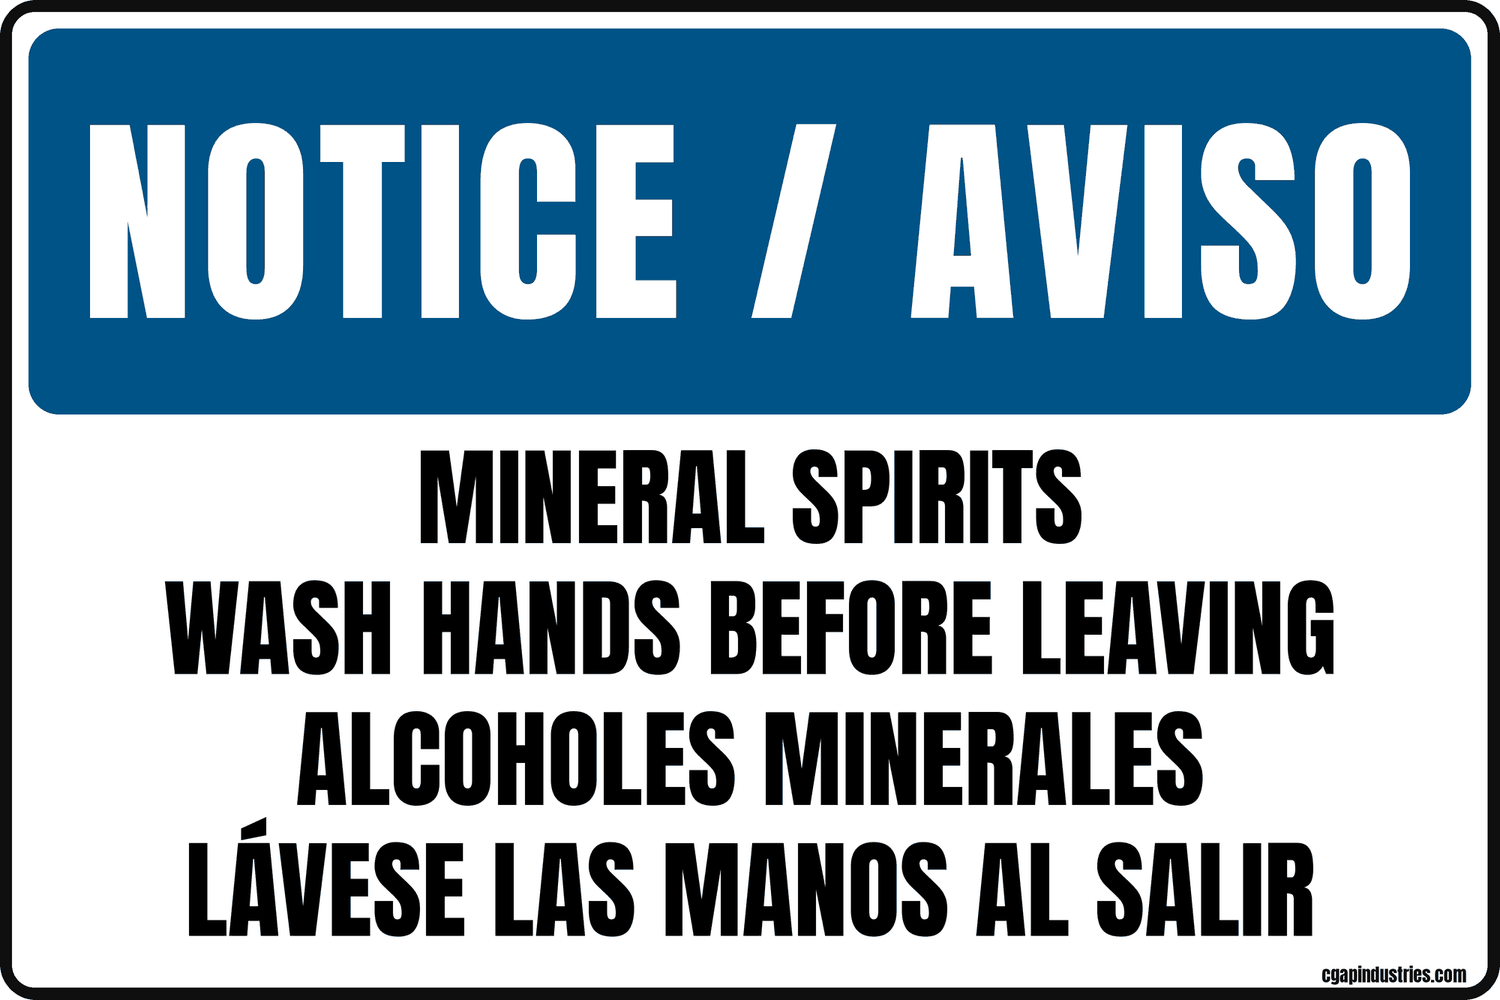 NOTICE / AVISO
MINERAL SPIRITS
WASH HANDS BEFORE LEAVING
ALCOHOLES MINERALES
LÁVESE LAS MANOS AL SALIR
cgapindustries.com